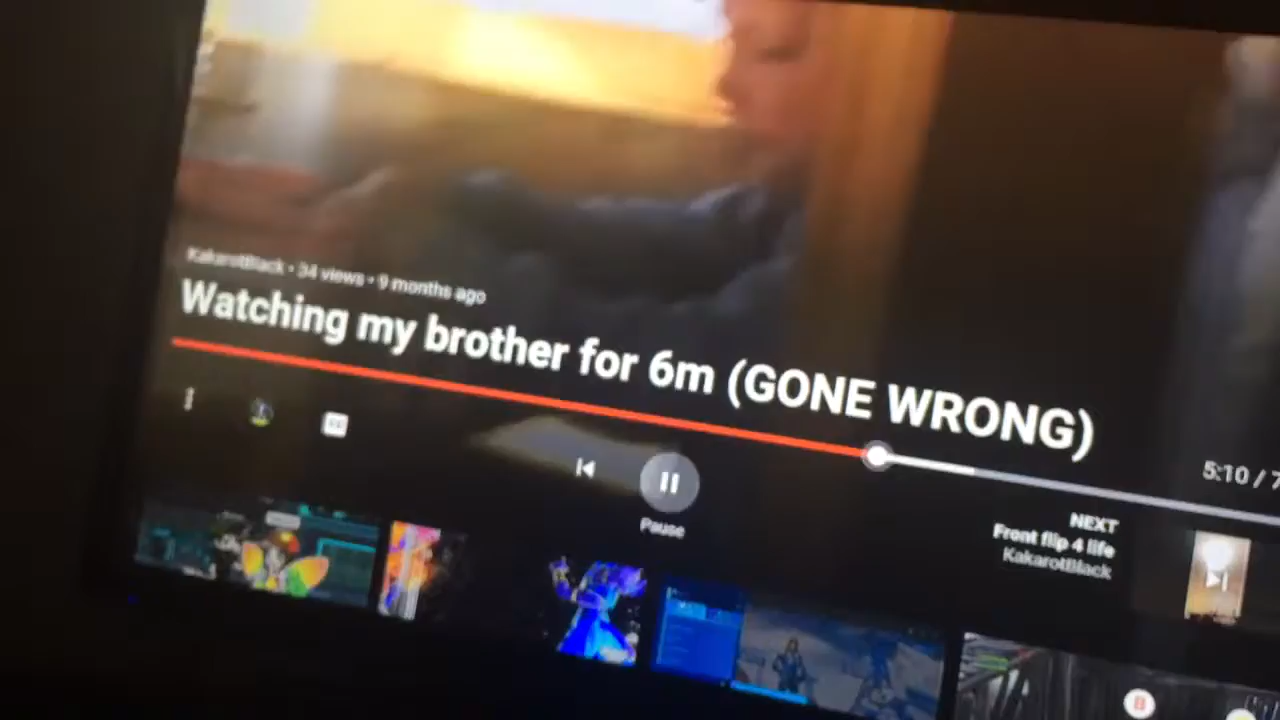 KakarotBlack • 34 views • 9 months ago
Watching my brother for 6m (GONE WRONG)
5:10 / 7
Pause
NEXT
Front flip 4 life
KakarotBlack